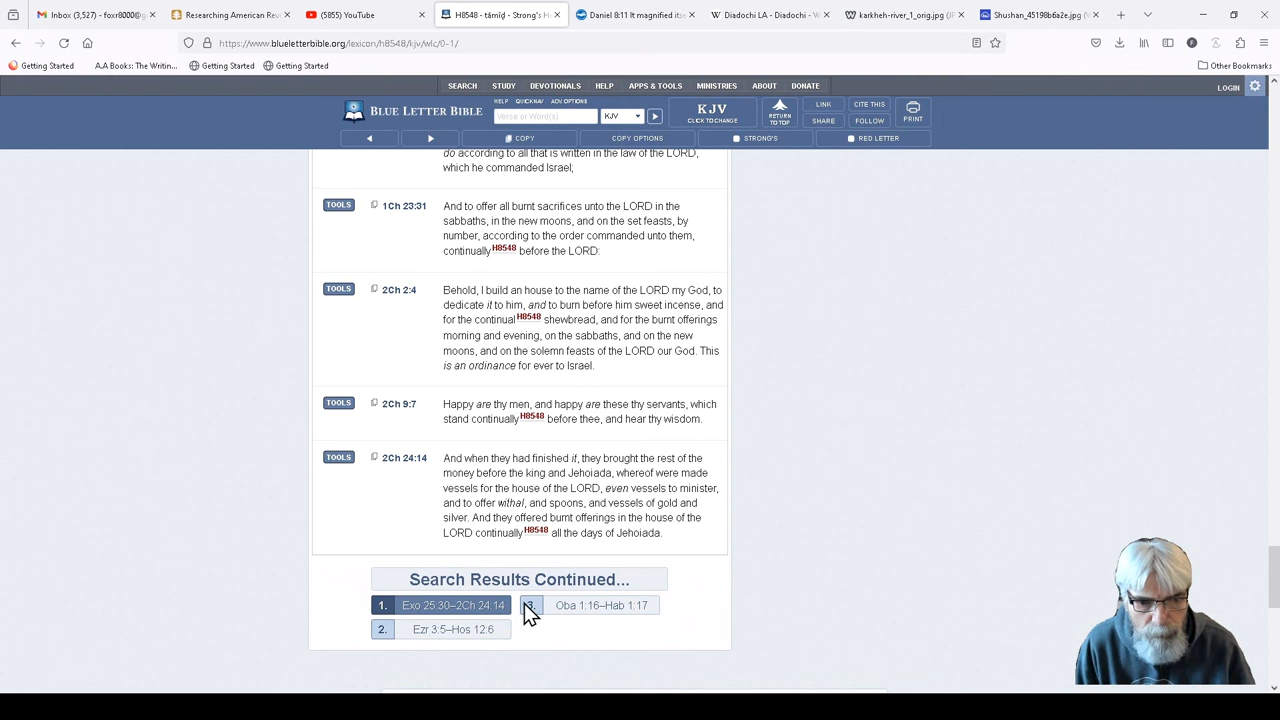 Inbox (3,527) - foxr8000@g
Researching American Rev
(5855) YouTube
H8548 - tāmîḏ - Strong's H
Daniel 8:11 It magnified itse
Diadochi LA - Diadochi - W
karkheh-river_1_orig.jpg (JP
Shushan_45198b6a2e.jpg (
https://www.blueletterbible.org/lexicon/h8548/kjv/wlc/0-1/
Getting Started
A.A Books: The Writin...
Getting Started
Getting Started
Other Bookmarks
SEARCH STUDY DEVOTIONALS HELP APPS & TOOLS MINISTRIES ABOUT DONATE
LOGIN
BLUE LETTER BIBLE
HELP QUICKNAV ADV OPTIONS
Verse or Word(s) KJV
KJV
CLICK TO CHANGE
RETURN
TO TOP
LINK
CITE THIS
SHARE
FOLLOW
PRINT
COPY
COPY OPTIONS
STRONG'S
RED LETTER
do according to all that is written in the law of the LORD,
which he commanded Israel;
TOOLS 1Ch 23:31 And to offer all burnt sacrifices unto the LORD in the
sabbaths, in the new moons, and on the set feasts, by
number, according to the order commanded unto them,
continually H8548 before the LORD:
TOOLS 2Ch 2:4 Behold, I build an house to the name of the LORD my God, to
dedicate it to him, and to burn before him sweet incense, and
for the continual H8548 shewbread, and for the burnt offerings
morning and evening, on the sabbaths, and on the new
moons, and on the solemn feasts of the LORD our God. This
is an ordinance for ever to Israel.
TOOLS 2Ch 9:7 Happy are thy men, and happy are these thy servants, which
stand continually H8548 before thee, and hear thy wisdom.
TOOLS 2Ch 24:14 And when they had finished it, they brought the rest of the
money before the king and Jehoiada, whereof were made
vessels for the house of the LORD, even vessels to minister,
and to offer withal, and spoons, and vessels of gold and
silver. And they offered burnt offerings in the house of the
LORD continually H8548 all the days of Jehoiada.
Search Results Continued...
1. Exo 25:30–2Ch 24:14
3. Oba 1:16–Hab 1:17
2. Ezr 3:5–Hos 12:6